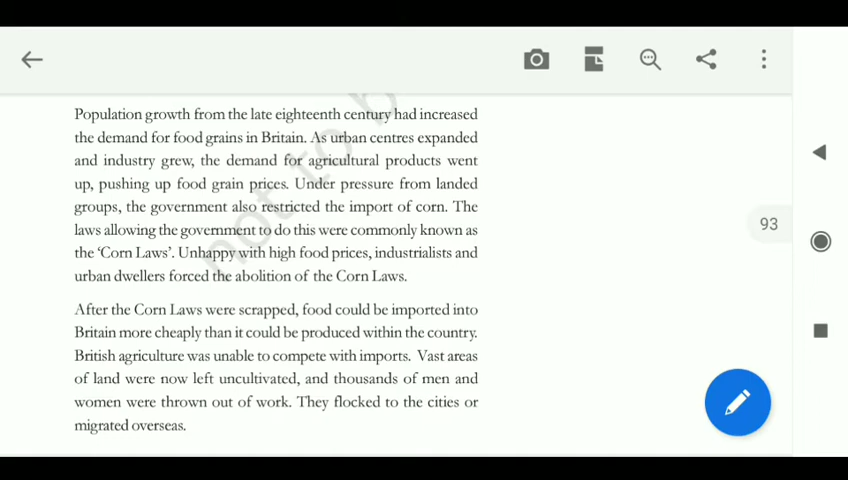 Population growth from the late eighteenth century had increased
the demand for food grains in Britain. As urban centres expanded
and industry grew, the demand for agricultural products went
up, pushing up food grain prices. Under pressure from landed
groups, the government also restricted the import of corn. The
laws allowing the government to do this were commonly known as
the ‘Corn Laws’. Unhappy with high food prices, industrialists and
urban dwellers forced the abolition of the Corn Laws.
After the Corn Laws were scrapped, food could be imported into
Britain more cheaply than it could be produced within the country.
British agriculture was unable to compete with imports. Vast areas
of land were now left uncultivated, and thousands of men and
women were thrown out of work. They flocked to the cities or
migrated overseas.
93
not to b